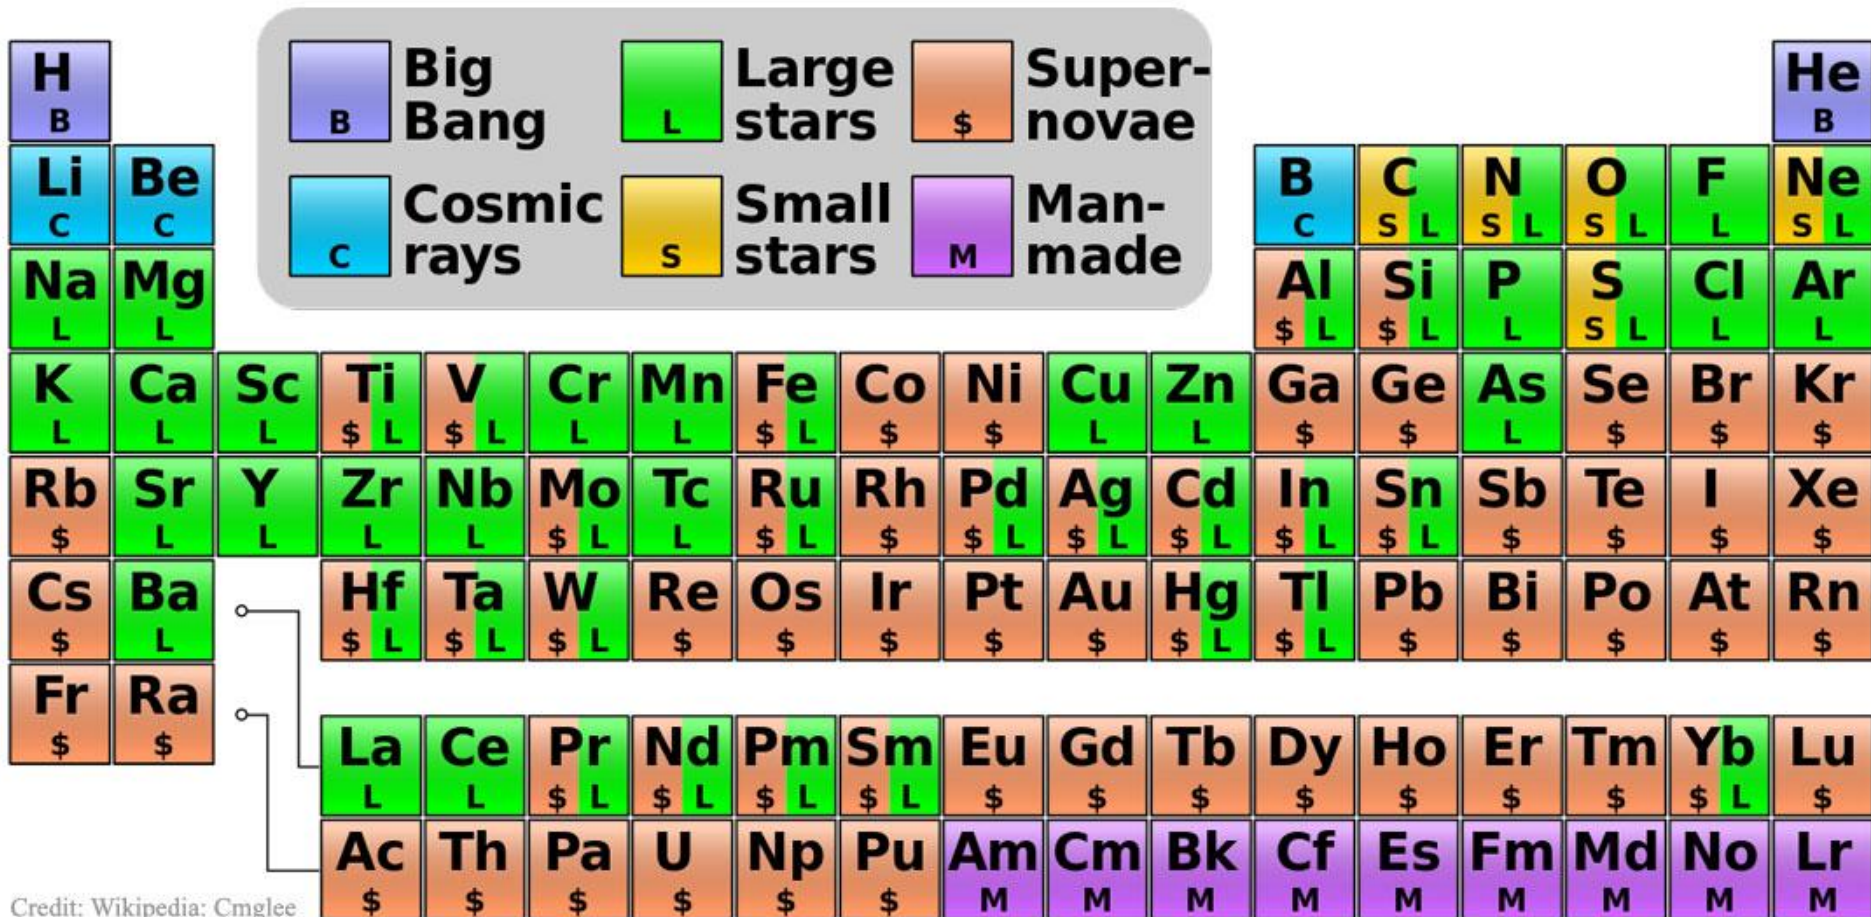 H
B
B
Big
Bang
L
Large
stars
$
Super-
novae
He
B
Li
C
Be
C
C
Cosmic
rays
S
Small
stars
M
Man-
made
B
C
C
S L
N
S L
O
S L
F
L
Ne
S L
Na
L
Mg
L
Al
$ L
Si
$ L
P
L
S
S L
Cl
L
Ar
L
K
L
Ca
L
Sc
L
Ti
$ L
V
$ L
Cr
L
Mn
L
Fe
$ L
Co
$
Ni
$
Cu
L
Zn
L
Ga
$
Ge
$
As
L
Se
$
Br
$
Kr
$
Rb
$
Sr
L
Y
L
Zr
L
Nb
L
Mo
$ L
Tc
L
Ru
$ L
Rh
$
Pd
$ L
Ag
$ L
Cd
$ L
In
$ L
Sn
$ L
Sb
$
Te
$
I
$
Xe
$
Cs
$
Ba
L
Hf
$ L
Ta
$ L
W
$ L
Re
$
Os
$
Ir
$
Pt
$
Au
$
Hg
$ L
Tl
$ L
Pb
$
Bi
$
Po
$
At
$
Rn
$
Fr
$
Ra
$
La
L
Ce
L
Pr
$ L
Nd
$ L
Pm
$ L
Sm
$ L
Eu
$
Gd
$
Tb
$
Dy
$
Ho
$
Er
$
Tm
$
Yb
$ L
Lu
$
Ac
$
Th
$
Pa
$
U
$
Np
$
Pu
$
Am
M
Cm
M
Bk
M
Cf
M
Es
M
Fm
M
Md
M
No
M
Lr
M
Credit: Wikipedia: Cmglee